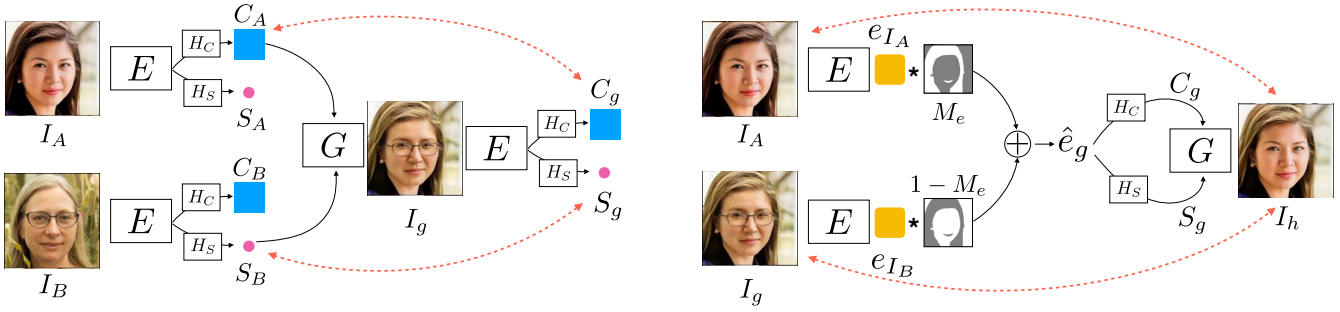 C_A
H_C
E
H_S
S_A
I_A
C_B
H_C
E
H_S
S_B
I_B
G
I_g
E
H_C
C_g
H_S
S_g
I_A
E
e_{I_A}
*
M_e
I_g
E
e_{I_B}
*
1 − M_e
+
ê_g
H_C
C_g
H_S
S_g
G
I_h